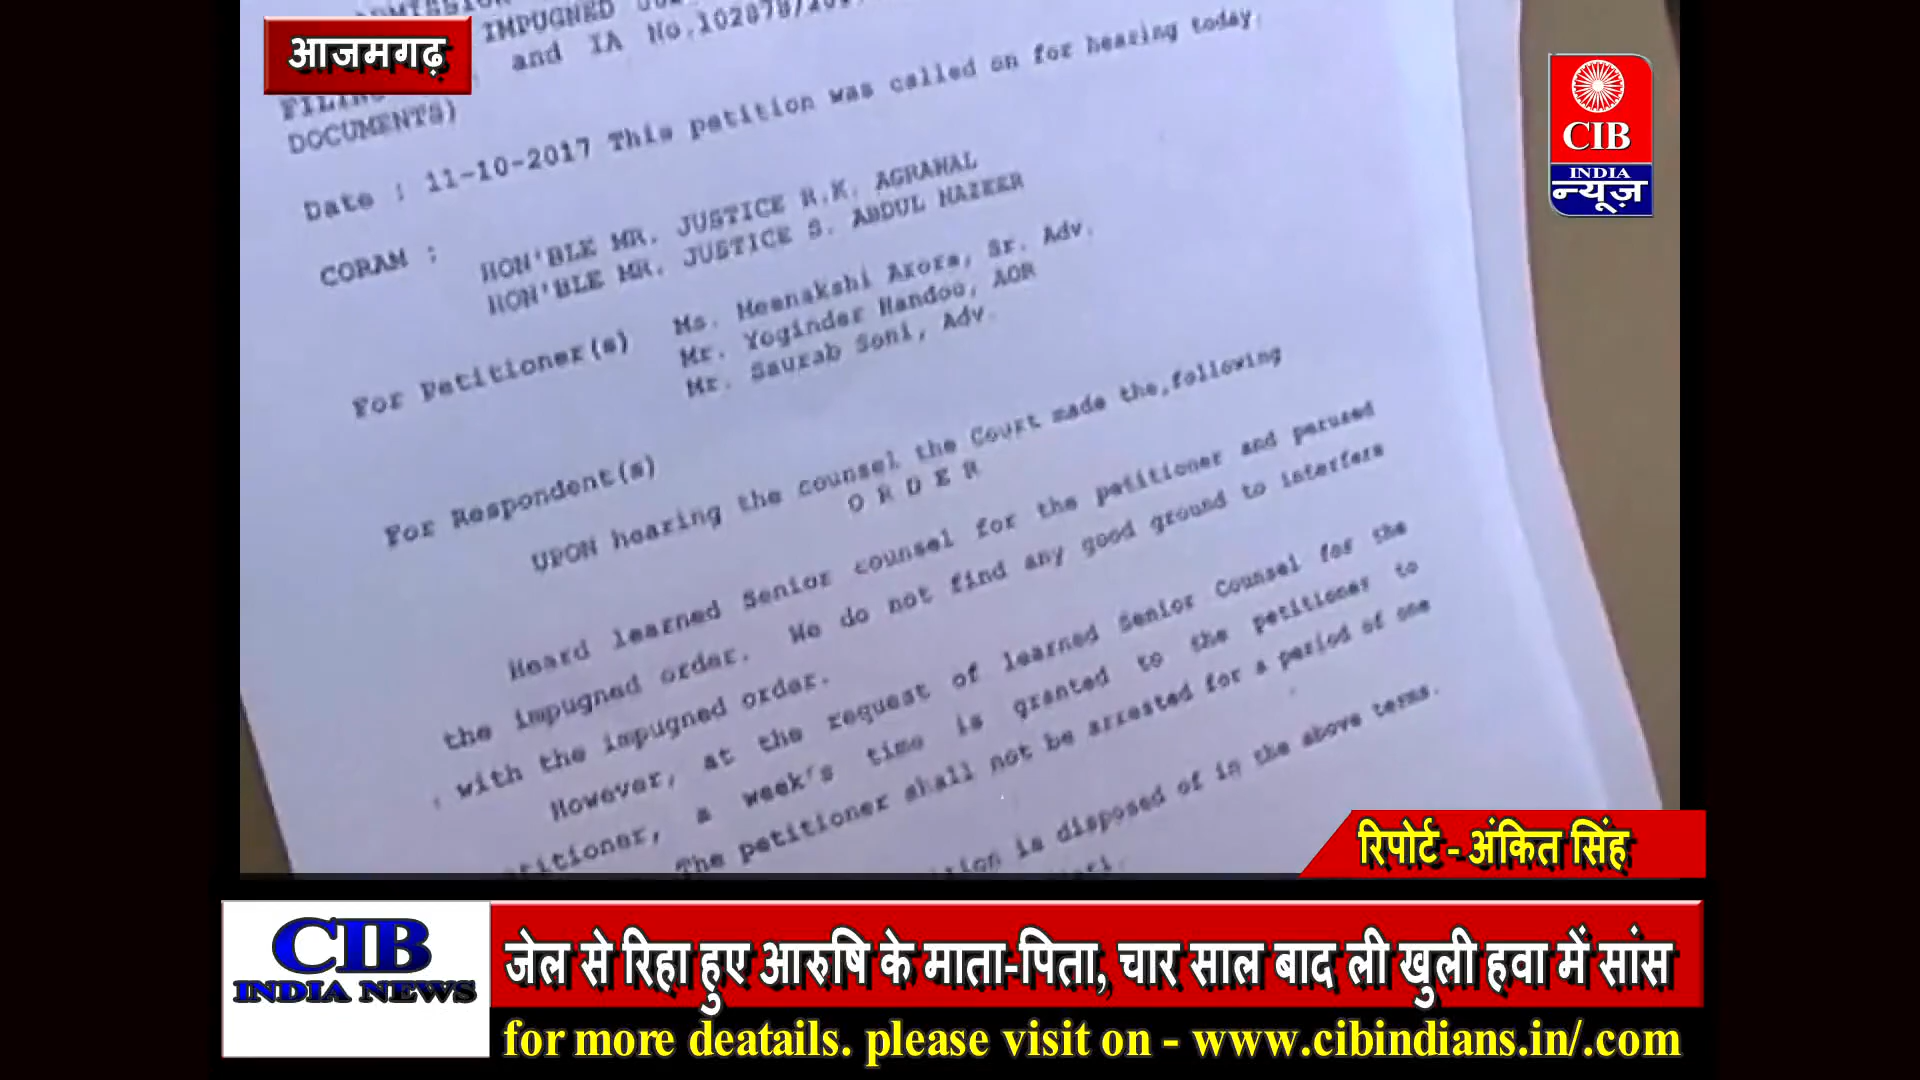 ADMISSION
IMPUGNED
and IA No.102878/
आजमगढ़
FILING
DOCUMENTS)
Date : 11-10-2017 This petition was called on for hearing today.
CORAM :
HON'BLE MR. JUSTICE R.K. AGRAWAL
HON'BLE MR. JUSTICE S. ABDUL NAZEER
For Petitioner(s)
Ms. Meenakshi Arora, Sr. Adv.
Mr. Yoginder Handoo, AOR
Mr. Saurab Soni, Adv.
For Respondent(s)
UPON hearing the counsel the Court made the following
O R D E R
Heard learned Senior counsel for the petitioner and perused
the impugned order. We do not find any good ground to interfere
with the impugned order.
However, at the request of learned Senior Counsel for the
petitioner, a week's time is granted to the petitioner to
The petitioner shall not be arrested for a period of one
is disposed of in the above terms.
CIB
INDIA
न्यूज़
रिपोर्ट - अंकित सिंह
CIB
INDIA NEWS
जेल से रिहा हुए आरुषि के माता-पिता, चार साल बाद ली खुली हवा में सांस
for more deatails. please visit on - www.cibindians.in/.com